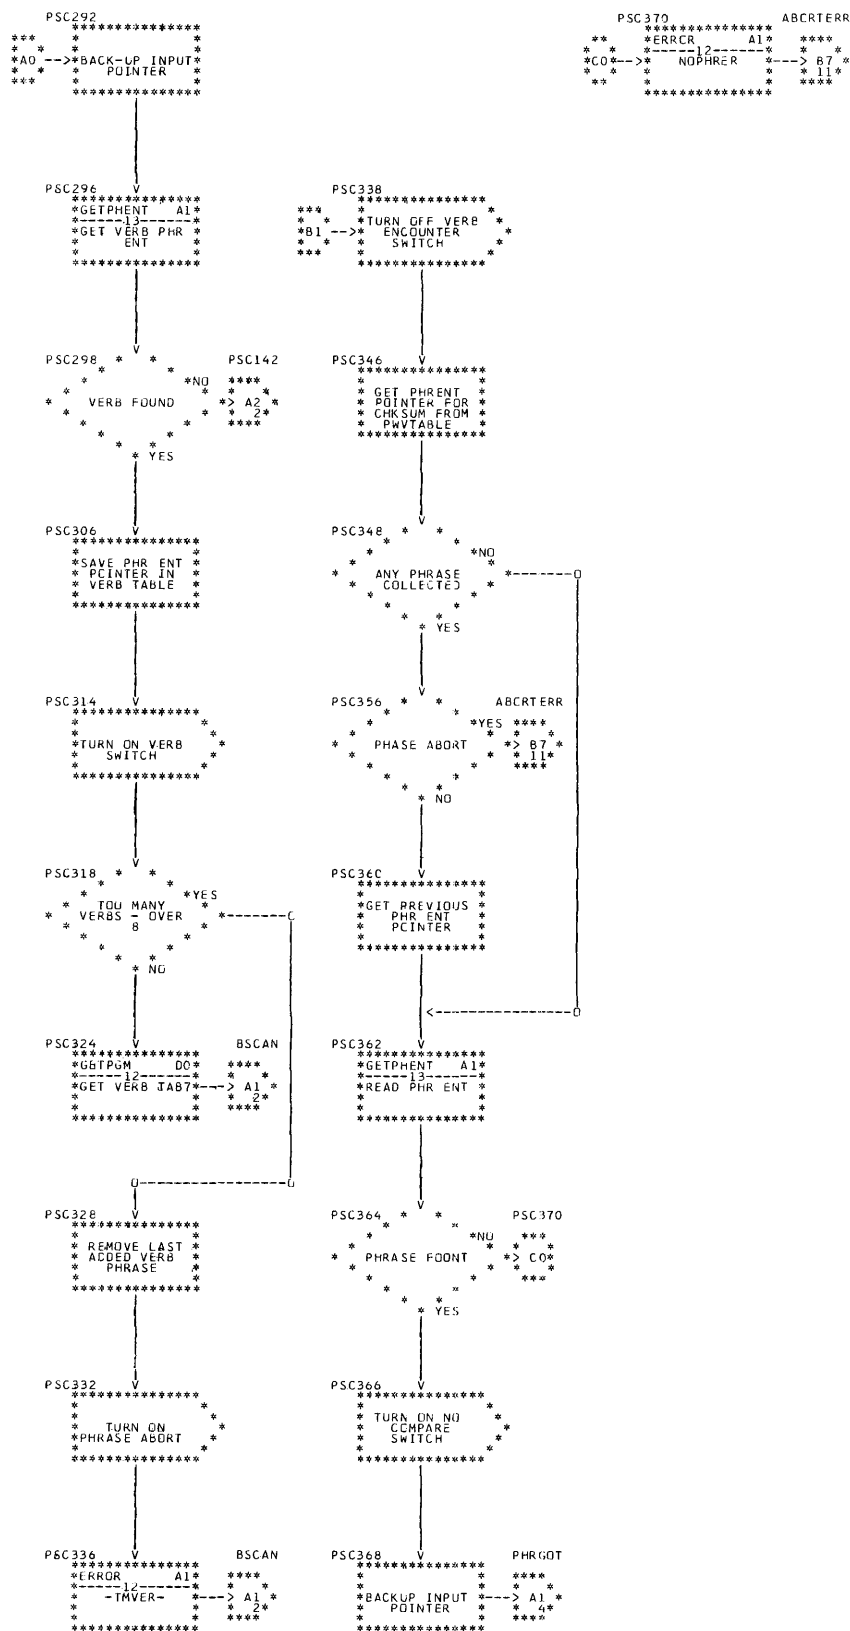 PSC292
A0
BACK-UP INPUT
POINTER
PSC296
GETPHENT A1
13
GET VERB PHR
ENT
PSC298
VERB FOUND
NO
PSC142
A2
2
YES
PSC306
SAVE PHR ENT
PCINTER IN
VERB TABLE
PSC314
TURN ON VERB
SWITCH
PSC318
TOO MANY
VERBS - OVER
8
YES
NO
PSC324
GETPGM D0
12
GET VERB TAB7
BSCAN
A1
2
PSC328
REMOVE LAST
ADDED VERB
PHRASE
PSC332
TURN ON
PHRASE ABORT
PSC336
ERROR A1
12
-TMVER-
BSCAN
A1
2
PSC338
B1
TURN OFF VERB
ENCOUNTER
SWITCH
PSC346
GET PHRENT
POINTER FOR
CHKSUM FROM
PWVTABLE
PSC348
ANY PHRASE
COLLECTED
NO
YES
PSC356
PHASE ABORT
YES
ABCRTERR
B7
11
NO
PSC360
GET PREVIOUS
PHR ENT
PCINTER
PSC362
GETPHENT A1
13
READ PHR ENT
PSC364
PHRASE FOONT
NO
PSC370
C0
YES
PSC366
TURN ON NO
COMPARE
SWITCH
PSC368
BACKUP INPUT
POINTER
PHRGOT
A1
4
PSC370
C0
ERRCR A1
12
NOPHRER
ABCRTERR
B7
11